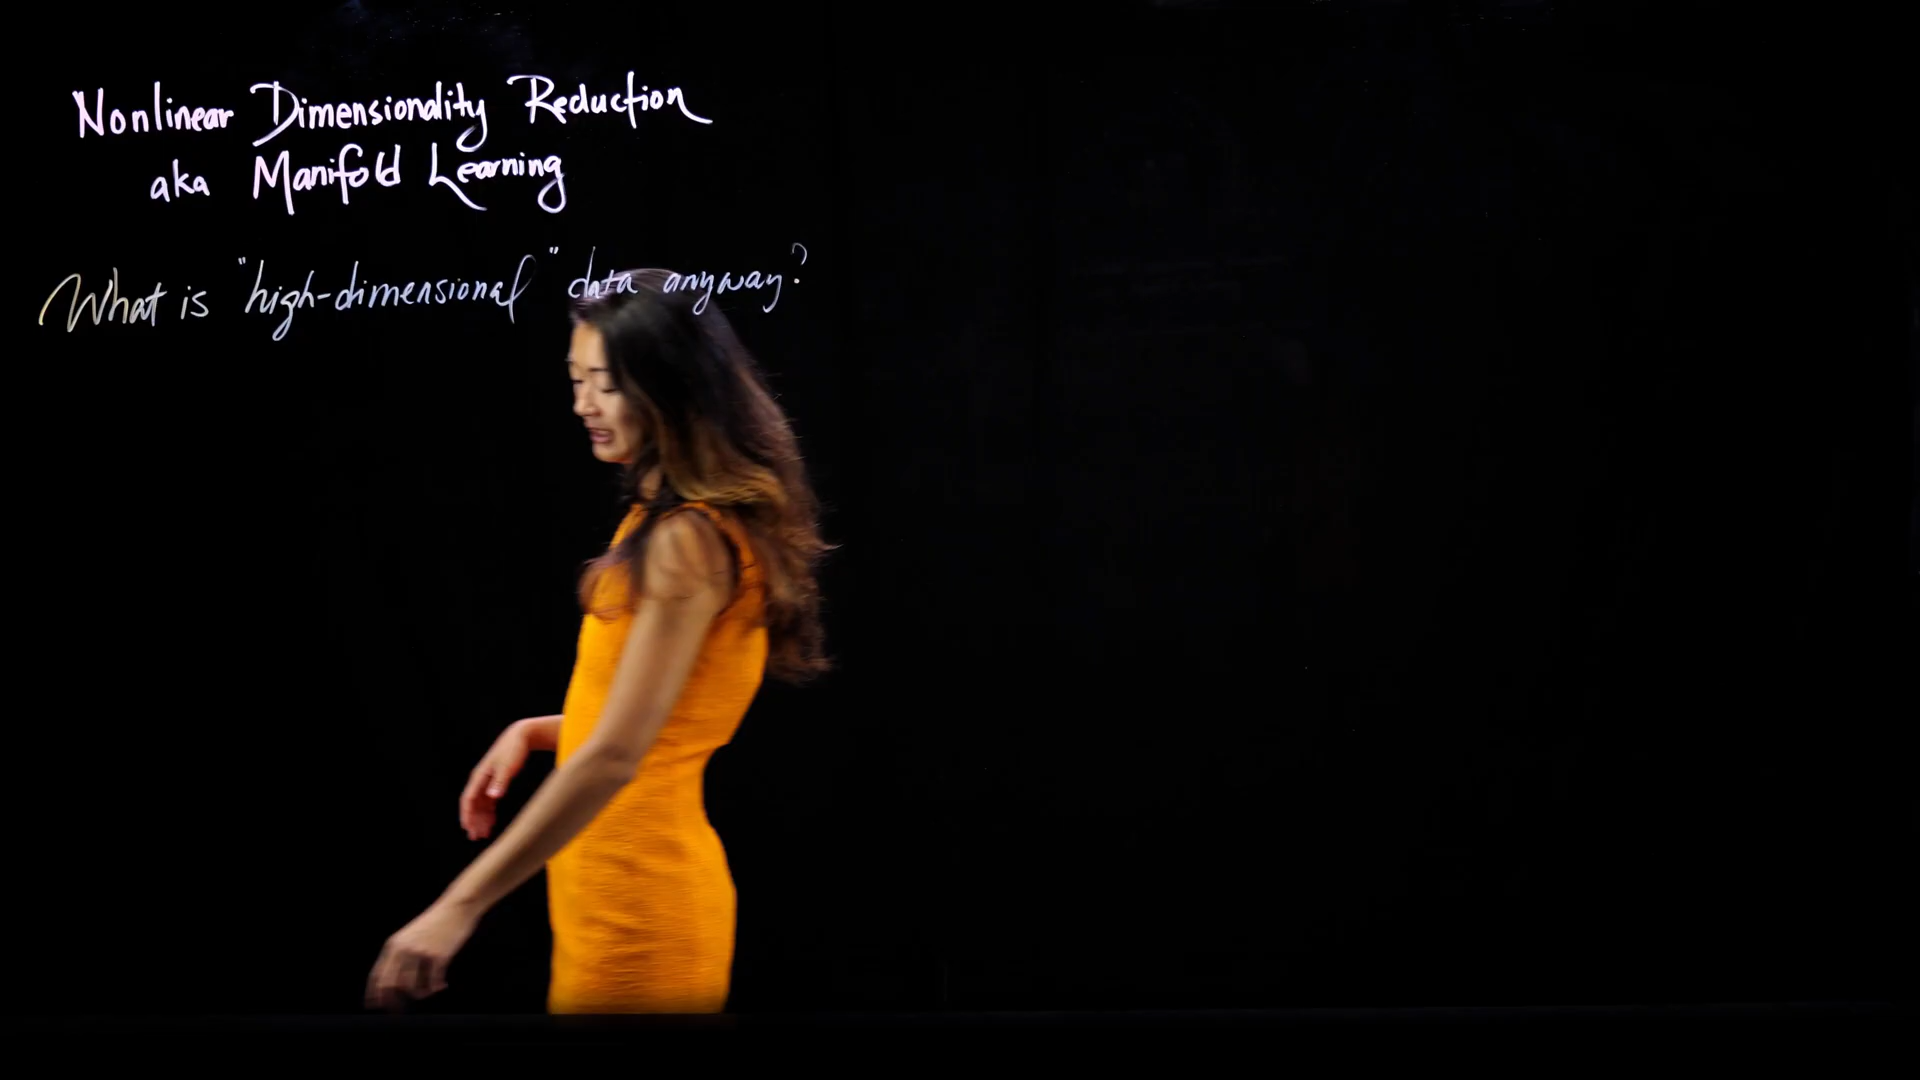 Nonlinear Dimensionality Reduction
aka Manifold Learning
What is "high-dimensional" data anyway?